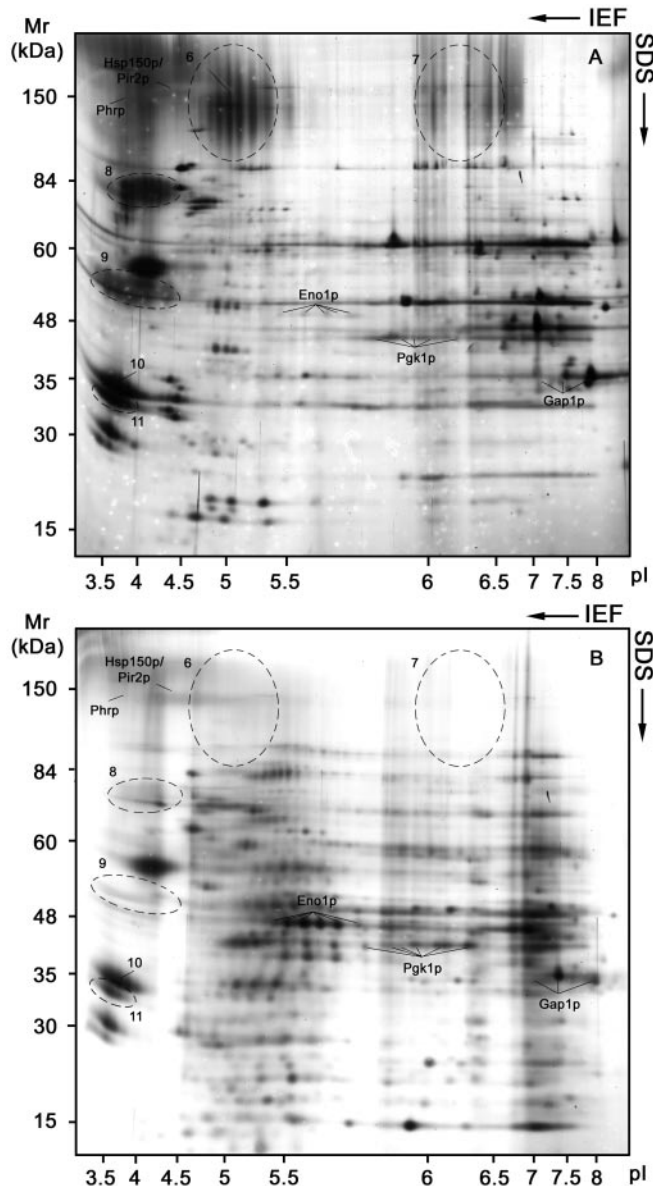 Mr
(kDa)
IEF
SDS
A
Hsp150p/
Pir2p
Phrp
6
7
150
8
84
60
9
Eno1p
48
Pgk1p
10
35
Gap1p
11
30
15
3.5 4 4.5 5 5.5 6 6.5 7 7.5 8 pI
Mr
(kDa)
IEF
SDS
B
Hsp150p/
Pir2p
Phrp
6
7
150
8
84
60
9
Eno1p
48
Pgk1p
10
35
Gap1p
11
30
15
3.5 4 4.5 5 5.5 6 6.5 7 7.5 8 pI